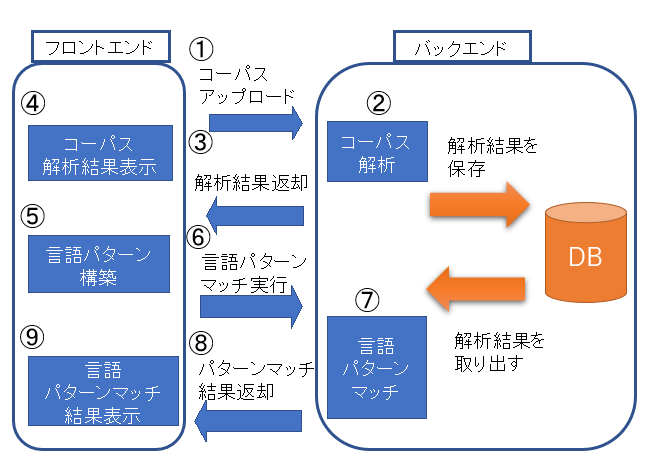 フロントエンド
バックエンド
①
コーパス
アップロード
②
コーパス
解析
解析結果を
保存
③
解析結果返却
④
コーパス
解析結果表示
⑤
言語パターン
構築
⑥
言語パターン
マッチ実行
DB
⑦
言語
パターン
マッチ
解析結果を
取り出す
⑧
パターンマッチ
結果返却
⑨
言語
パターンマッチ
結果表示